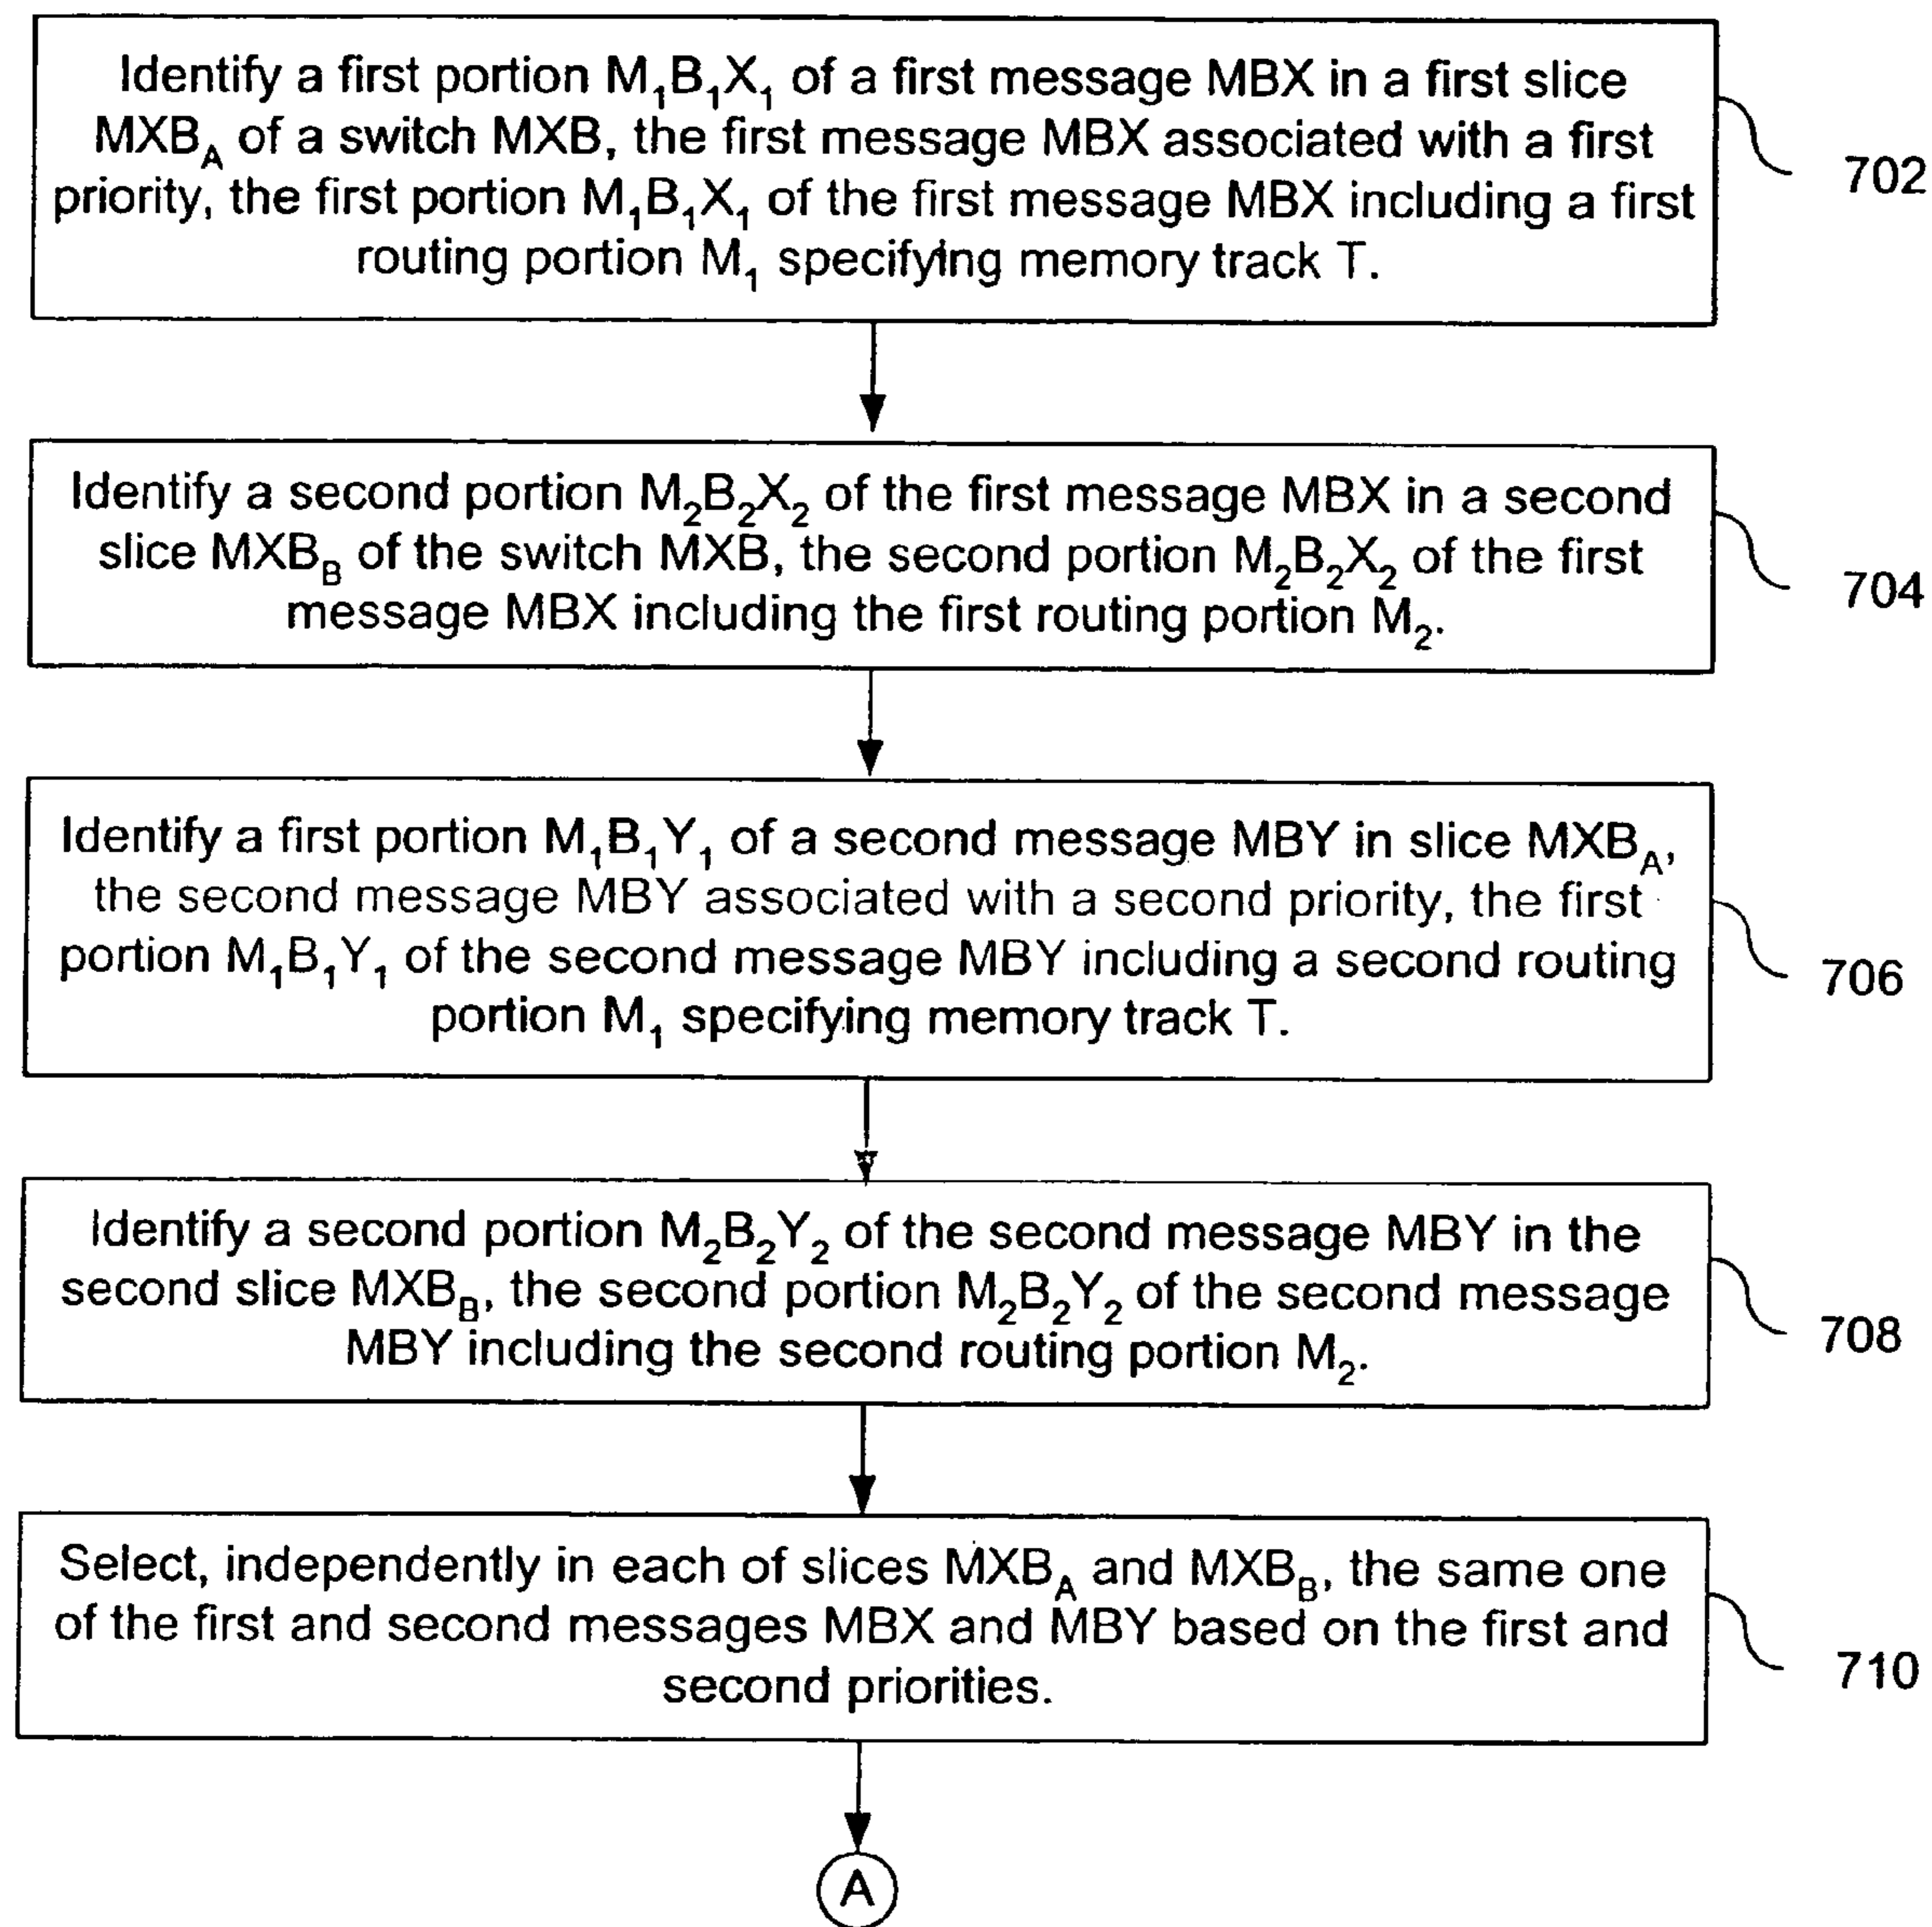 Identify a first portion M₁B₁X₁ of a first message MBX in a first slice
MXB_A of a switch MXB, the first message MBX associated with a first
priority, the first portion M₁B₁X₁ of the first message MBX including a first
routing portion M₁ specifying memory track T.
702
Identify a second portion M₂B₂X₂ of the first message MBX in a second
slice MXB_B of the switch MXB, the second portion M₂B₂X₂ of the first
message MBX including the first routing portion M₂.
704
Identify a first portion M₁B₁Y₁ of a second message MBY in slice MXB_A,
the second message MBY associated with a second priority, the first
portion M₁B₁Y₁ of the second message MBY including a second routing
portion M₁ specifying memory track T.
706
Identify a second portion M₂B₂Y₂ of the second message MBY in the
second slice MXB_B, the second portion M₂B₂Y₂ of the second message
MBY including the second routing portion M₂.
708
Select, independently in each of slices MXB_A and MXB_B, the same one
of the first and second messages MBX and MBY based on the first and
second priorities.
710
A